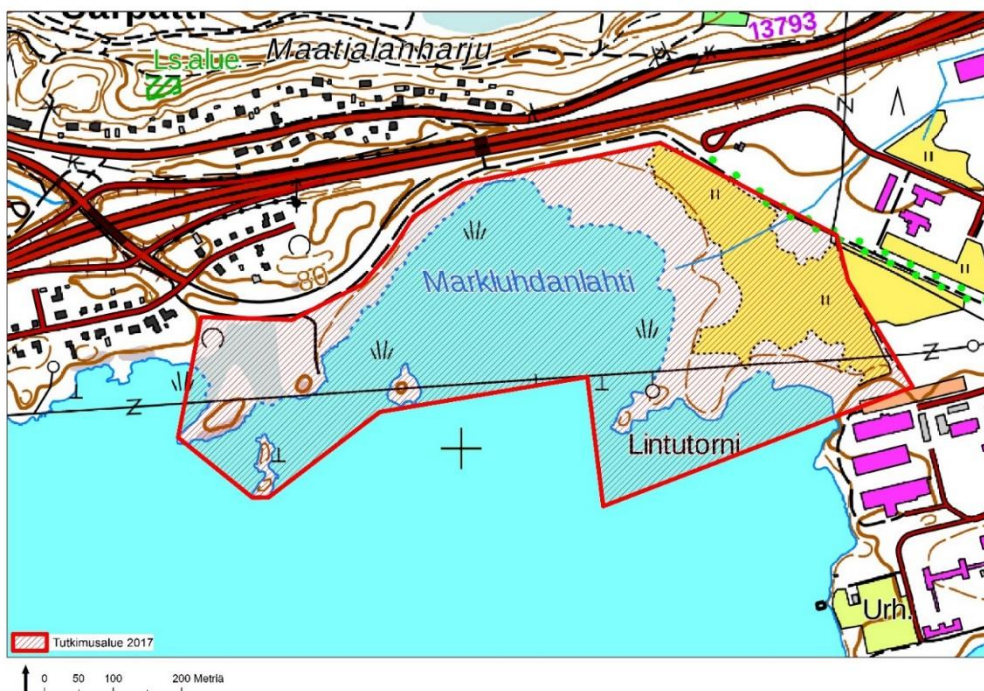 13793
Maatialanharju
Ls.alue
80
Markluhdanlahti
Lintutorni
Urh.
Tutkimusalue 2017
0 50 100 200 Metriä